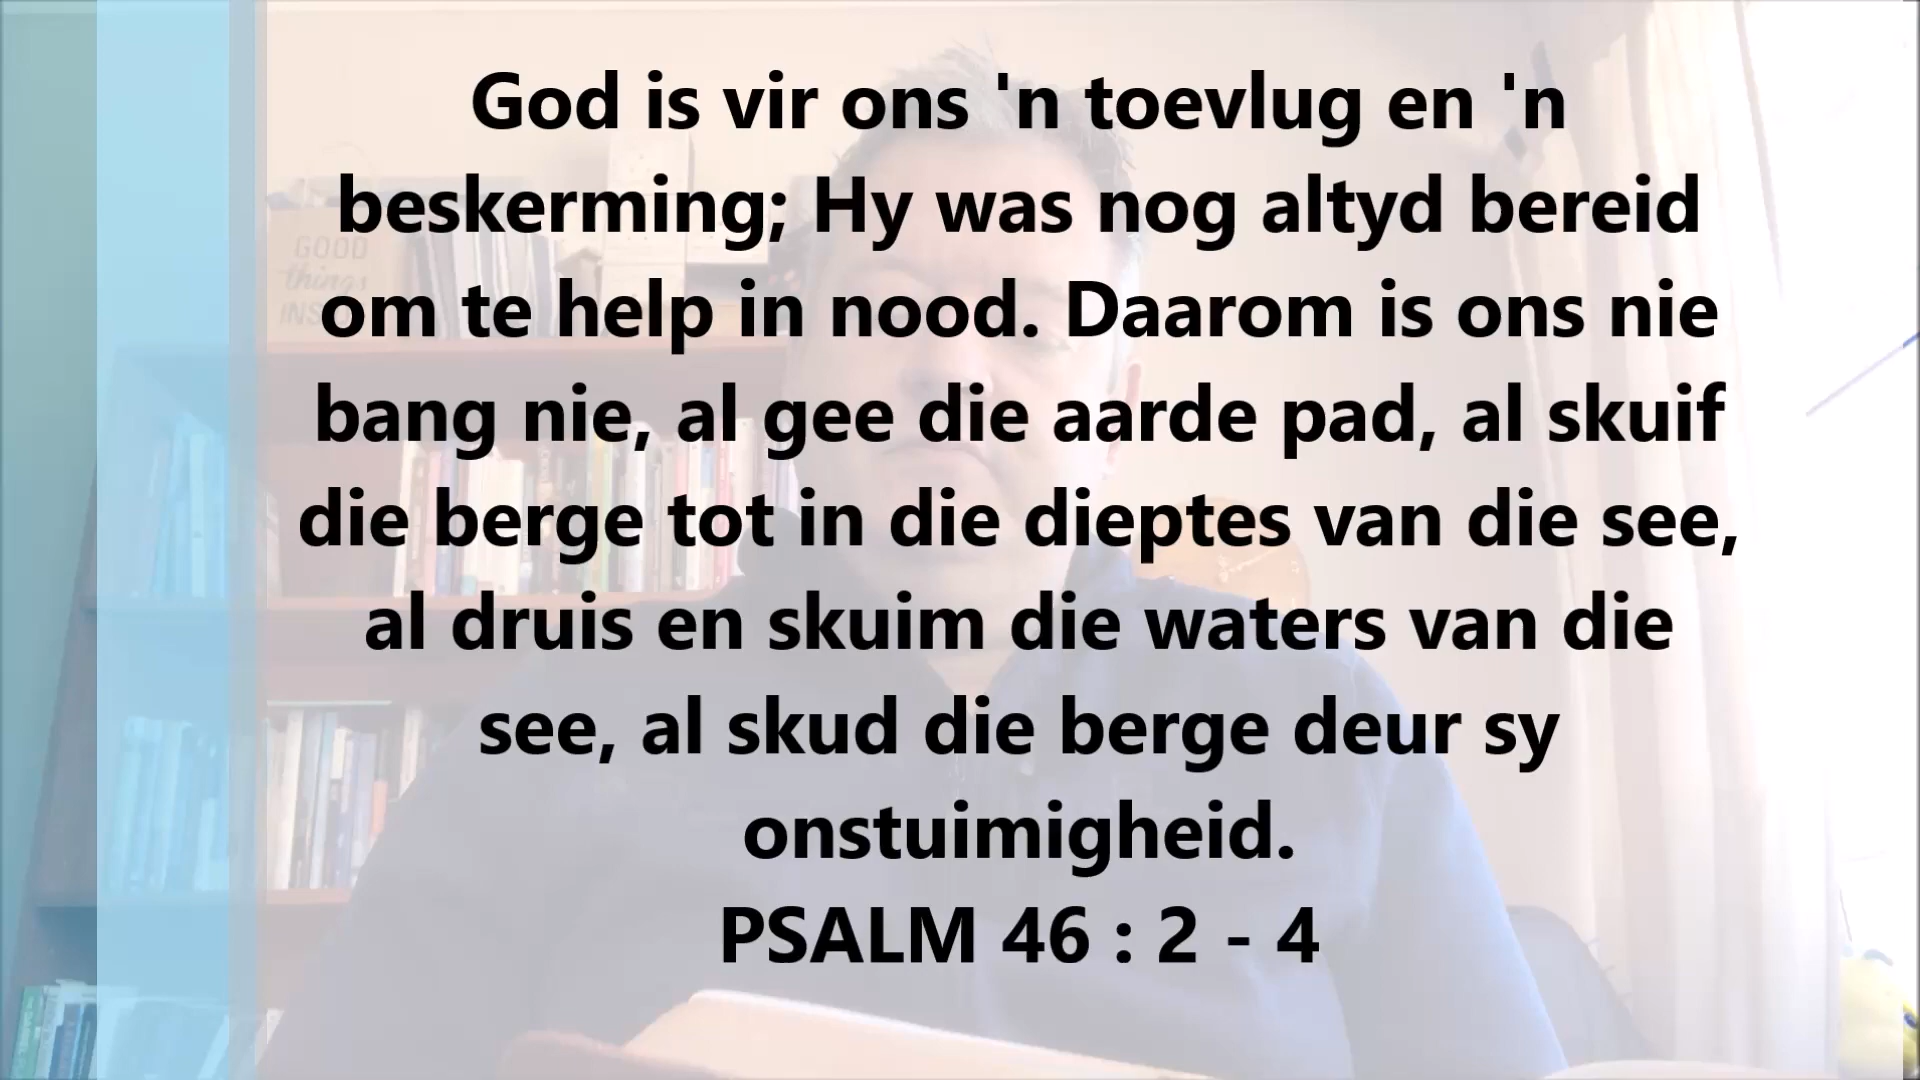 God is vir ons 'n toevlug en 'n
beskerming; Hy was nog altyd bereid
om te help in nood. Daarom is ons nie
bang nie, al gee die aarde pad, al skuif
die berge tot in die dieptes van die see,
al druis en skuim die waters van die
see, al skud die berge deur sy
onstuimigheid.
PSALM 46 : 2 - 4
GOOD
things